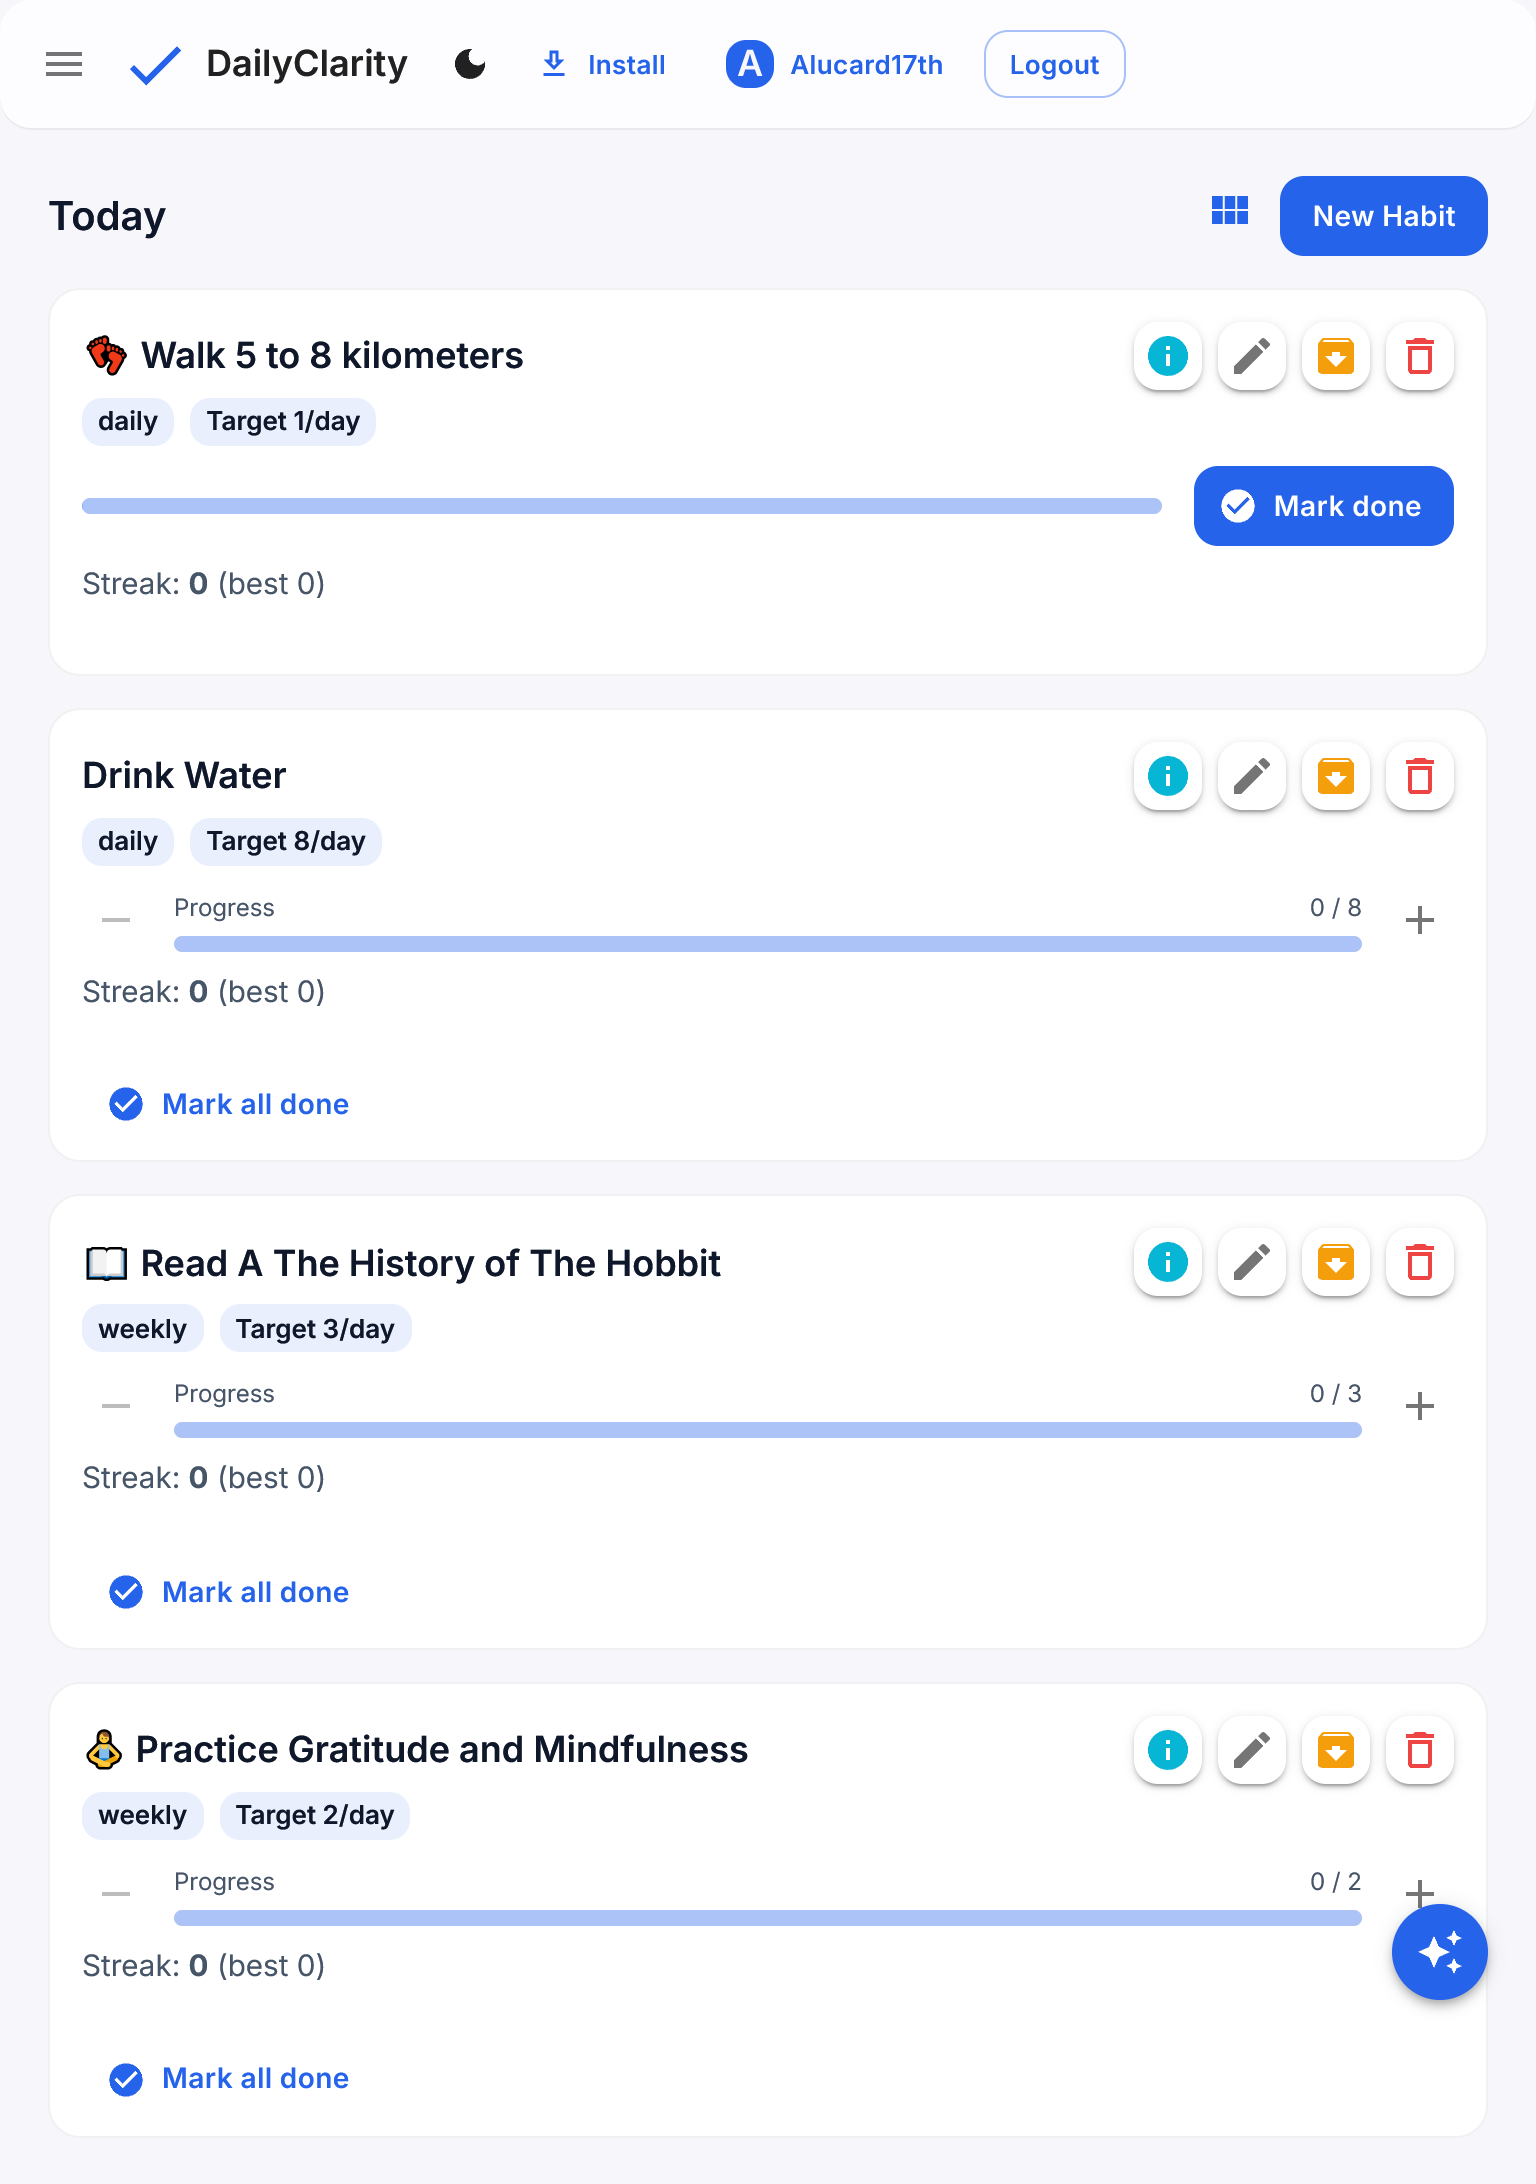 DailyClarity
Install
A
Alucard17th
Logout
Today
New Habit
Walk 5 to 8 kilometers
daily
Target 1/day
Mark done
Streak: 0 (best 0)
Drink Water
daily
Target 8/day
Progress
0 / 8
Streak: 0 (best 0)
Mark all done
Read A The History of The Hobbit
weekly
Target 3/day
Progress
0 / 3
Streak: 0 (best 0)
Mark all done
Practice Gratitude and Mindfulness
weekly
Target 2/day
Progress
0 / 2
Streak: 0 (best 0)
Mark all done